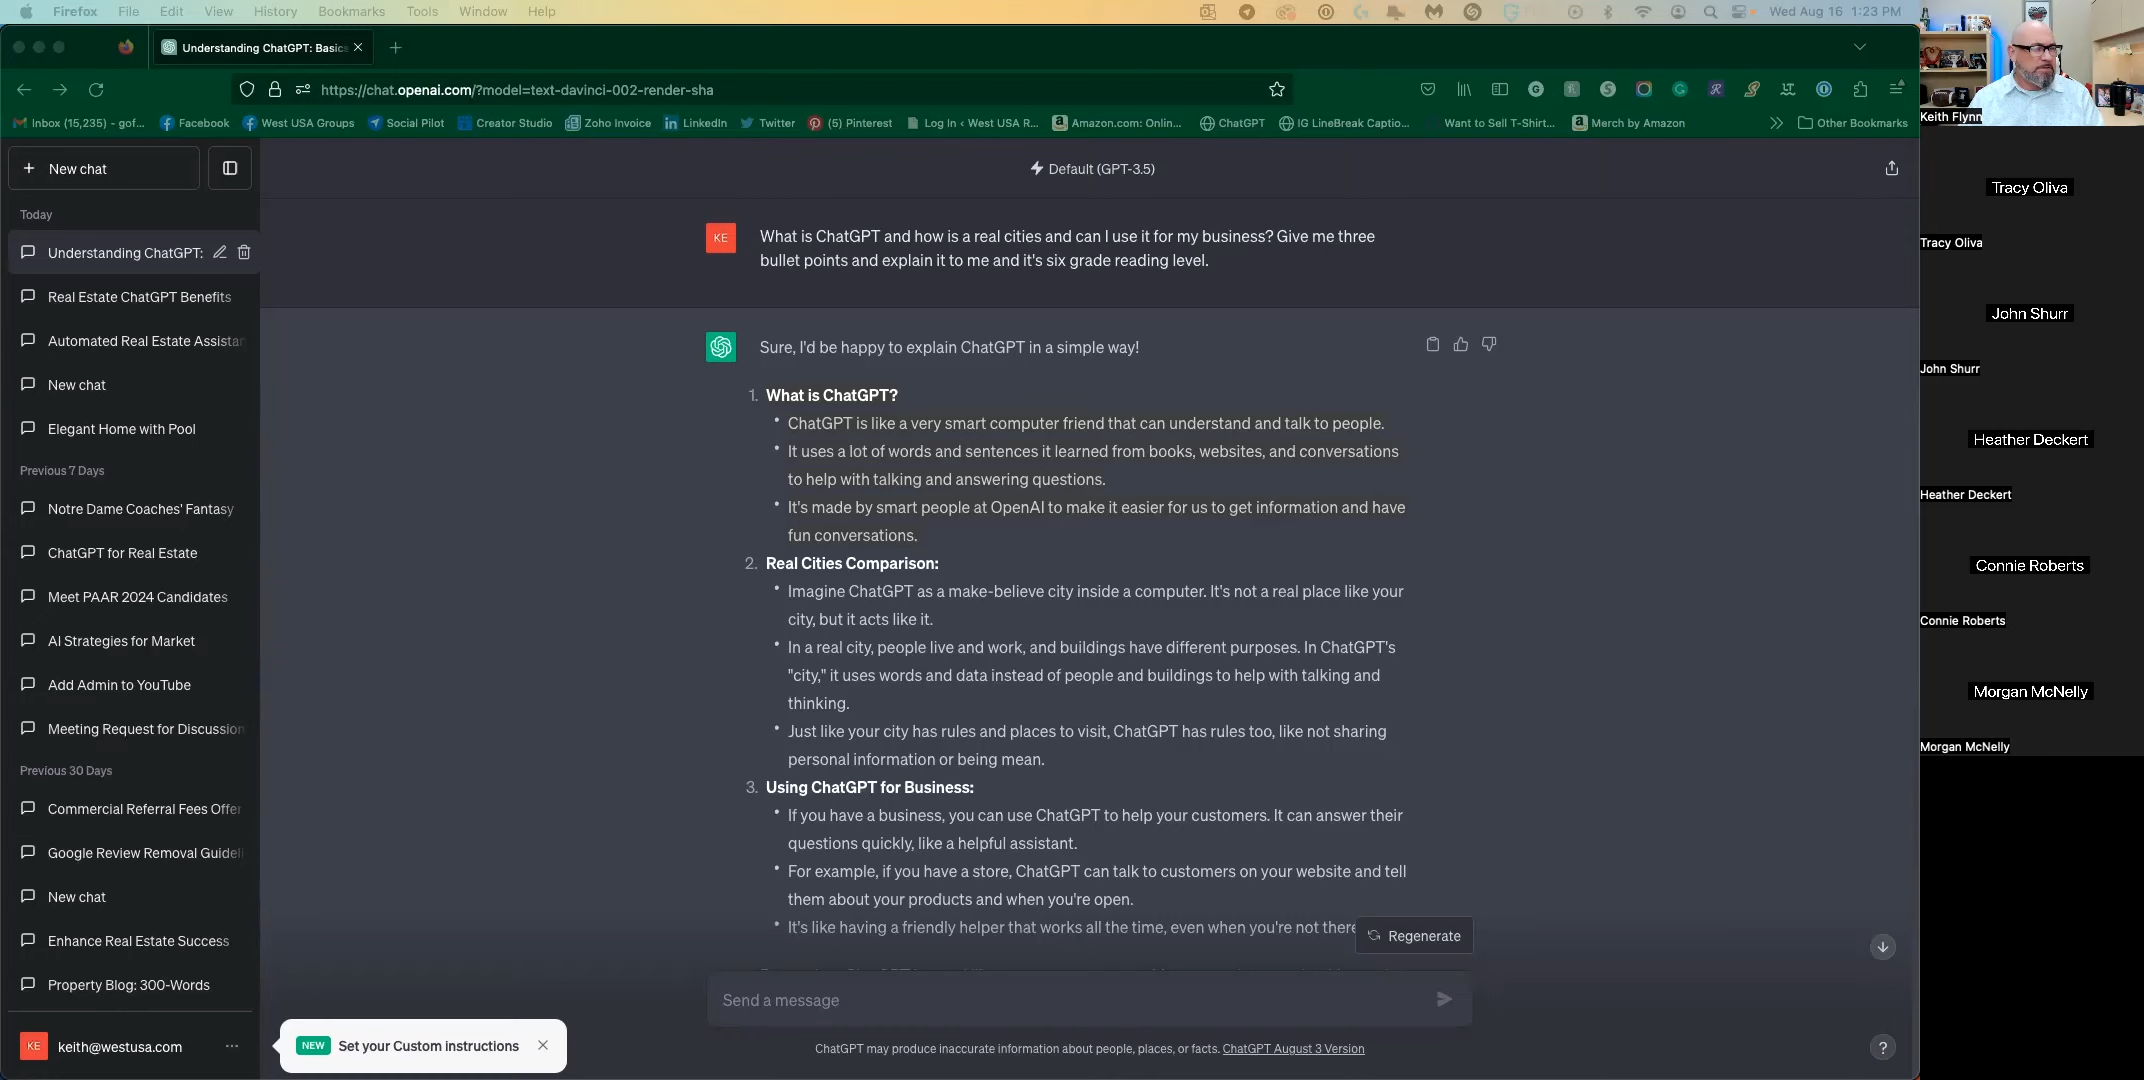 Firefox File Edit View History Bookmarks Tools Window Help Wed Aug 16 1:23 PM
Understanding ChatGPT: Basics
https://chat.openai.com/?model=text-davinci-002-render-sha
Inbox (15,235) - gof... Facebook West USA Groups Social Pilot Creator Studio Zoho Invoice LinkedIn Twitter (5) Pinterest Log In ‹ West USA R... Amazon.com: Onlin... ChatGPT IG LineBreak Captio... Want to Sell T-Shirt... Merch by Amazon Other Bookmarks
New chat
Today
Understanding ChatGPT:
Real Estate ChatGPT Benefits
Automated Real Estate Assistan
New chat
Elegant Home with Pool
Previous 7 Days
Notre Dame Coaches' Fantasy
ChatGPT for Real Estate
Meet PAAR 2024 Candidates
AI Strategies for Market
Add Admin to YouTube
Meeting Request for Discussion
Previous 30 Days
Commercial Referral Fees Offer
Google Review Removal Guideli
New chat
Enhance Real Estate Success
Property Blog: 300-Words
KE keith@westusa.com ...
NEW Set your Custom instructions
Default (GPT-3.5)
KE
What is ChatGPT and how is a real cities and can I use it for my business? Give me three
bullet points and explain it to me and it's six grade reading level.
Sure, I'd be happy to explain ChatGPT in a simple way!
1. What is ChatGPT?
• ChatGPT is like a very smart computer friend that can understand and talk to people.
• It uses a lot of words and sentences it learned from books, websites, and conversations
to help with talking and answering questions.
• It's made by smart people at OpenAI to make it easier for us to get information and have
fun conversations.
2. Real Cities Comparison:
• Imagine ChatGPT as a make-believe city inside a computer. It's not a real place like your
city, but it acts like it.
• In a real city, people live and work, and buildings have different purposes. In ChatGPT's
"city," it uses words and data instead of people and buildings to help with talking and
thinking.
• Just like your city has rules and places to visit, ChatGPT has rules too, like not sharing
personal information or being mean.
3. Using ChatGPT for Business:
• If you have a business, you can use ChatGPT to help your customers. It can answer their
questions quickly, like a helpful assistant.
• For example, if you have a store, ChatGPT can talk to customers on your website and tell
them about your products and when you're open.
• It's like having a friendly helper that works all the time, even when you're not there
Regenerate
Send a message
ChatGPT may produce inaccurate information about people, places, or facts. ChatGPT August 3 Version
?
Keith Flynn
Tracy Oliva
Tracy Oliva
John Shurr
John Shurr
Heather Deckert
Heather Deckert
Connie Roberts
Connie Roberts
Morgan McNelly
Morgan McNelly